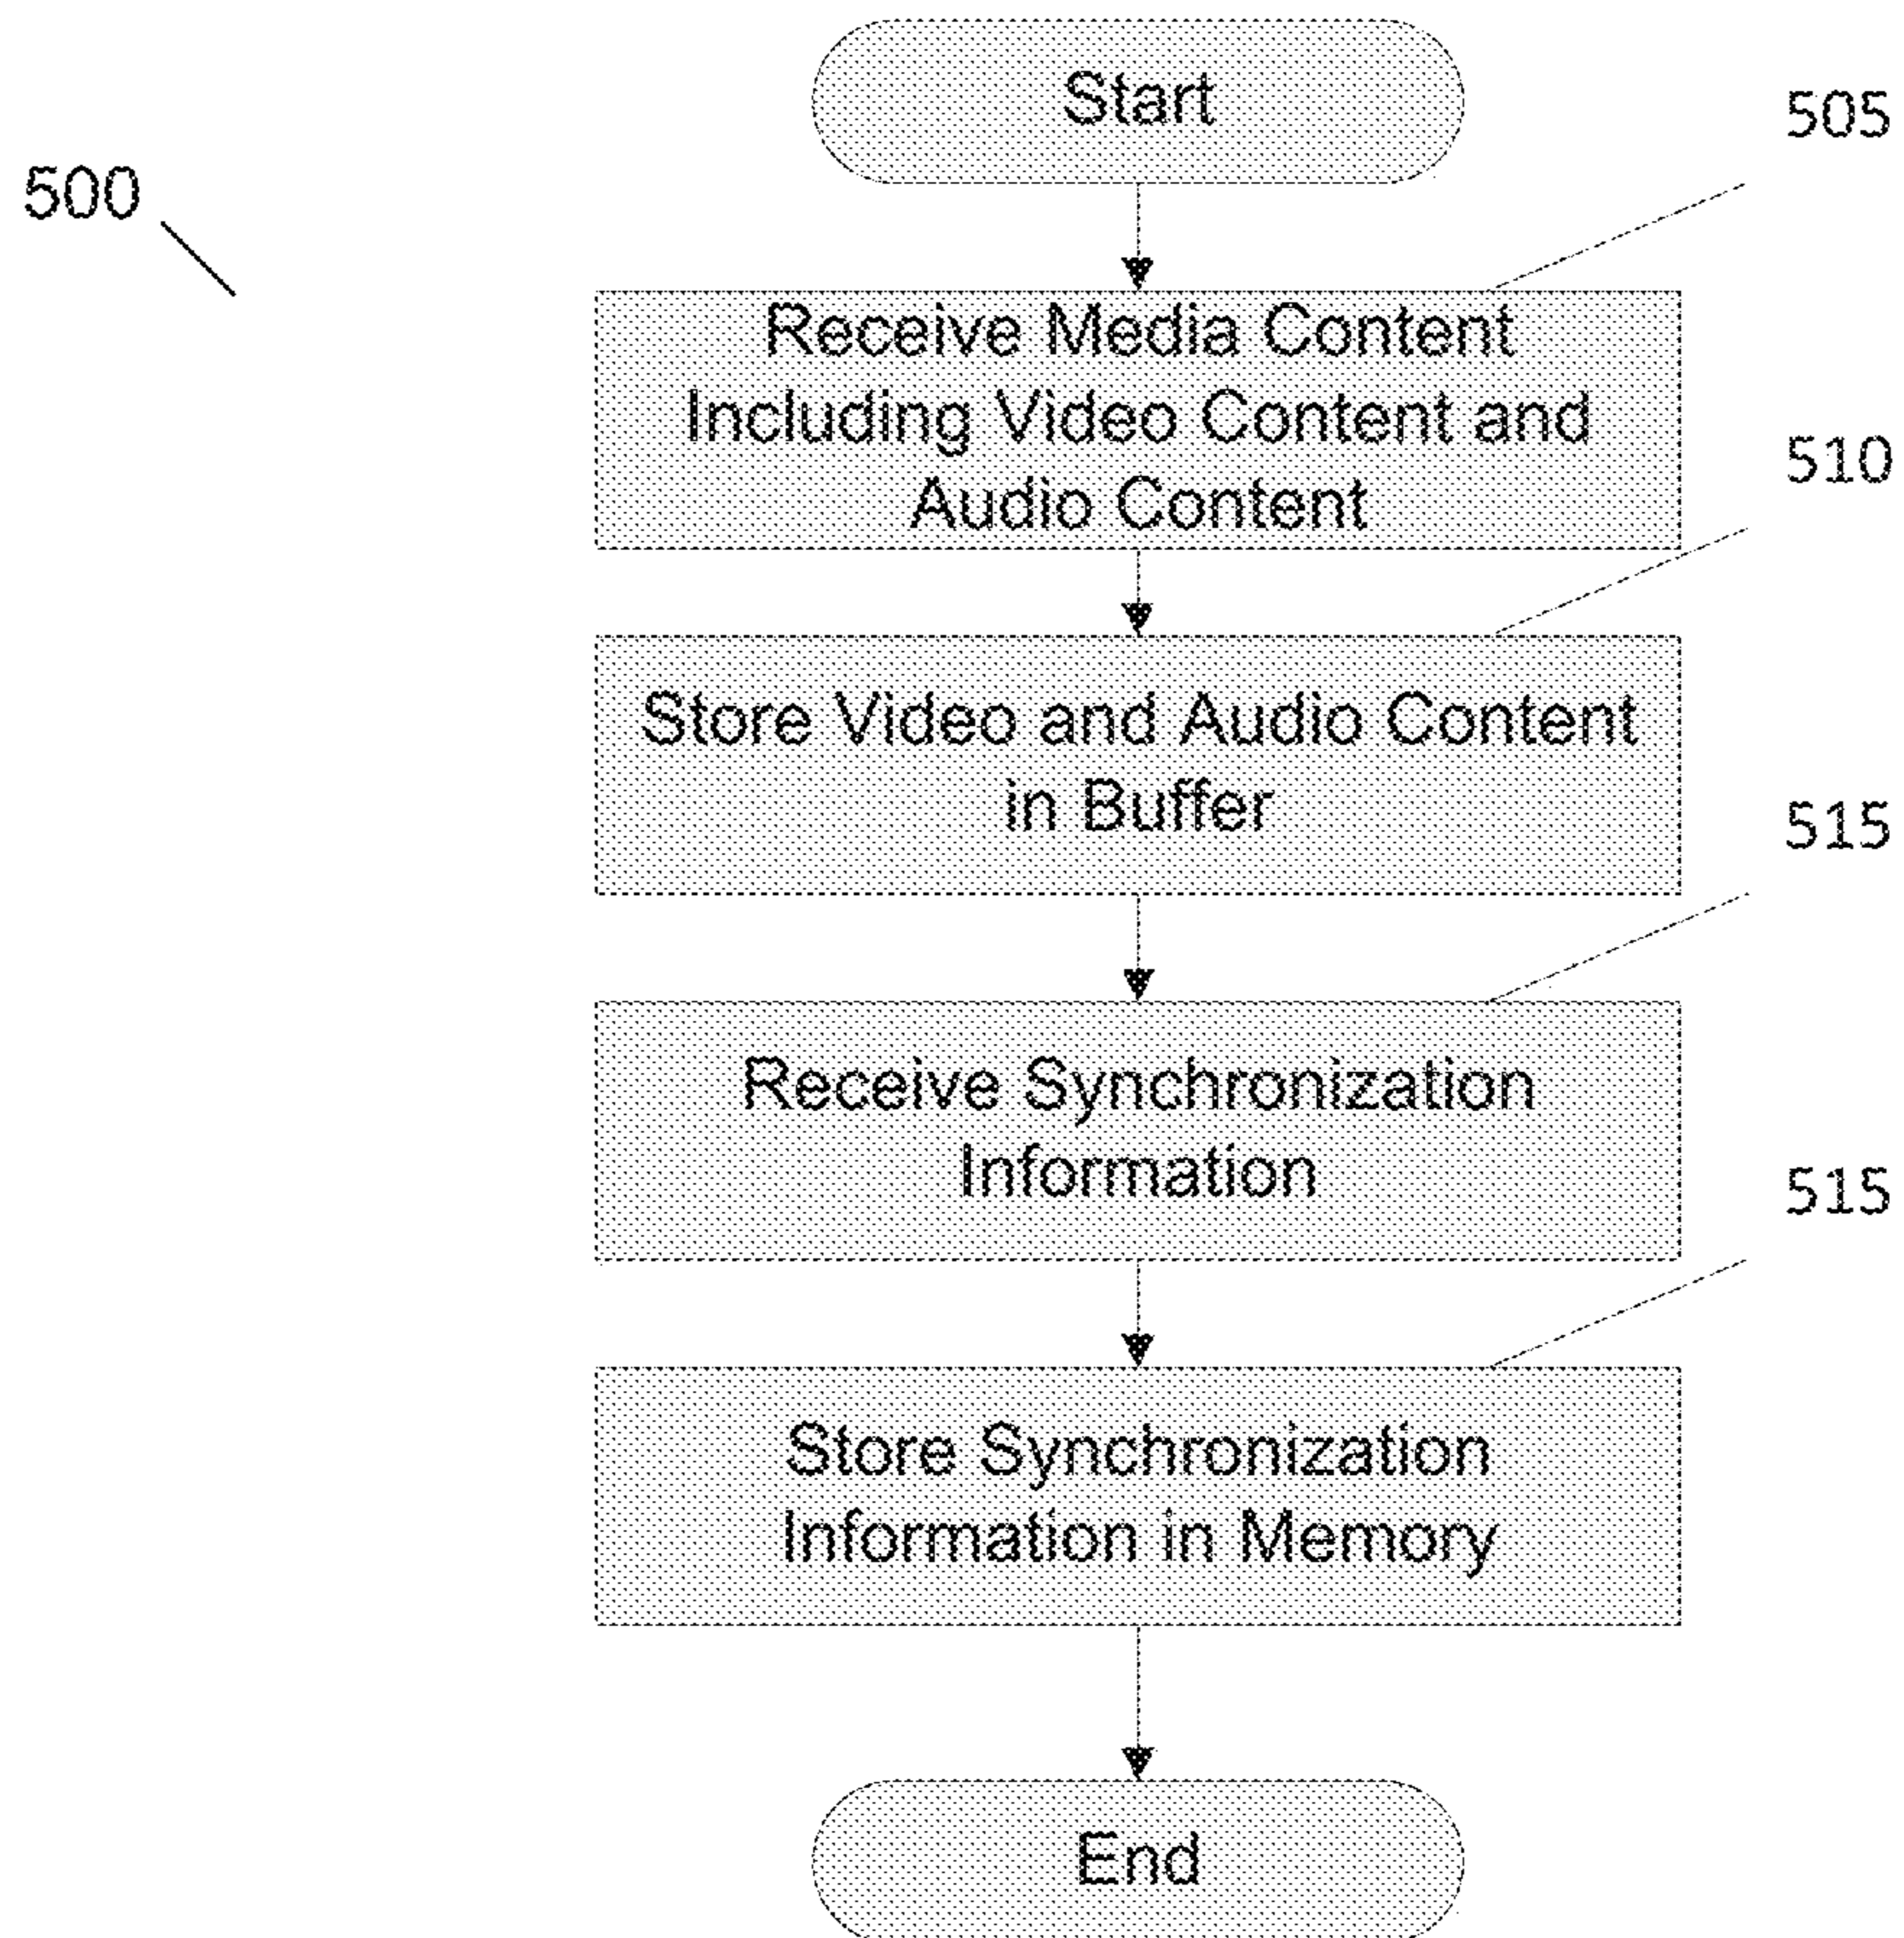 Start
505
500
Receive Media Content
Including Video Content and
Audio Content
510
Store Video and Audio Content
in Buffer
515
Receive Synchronization
Information
515
Store Synchronization
Information in Memory
End